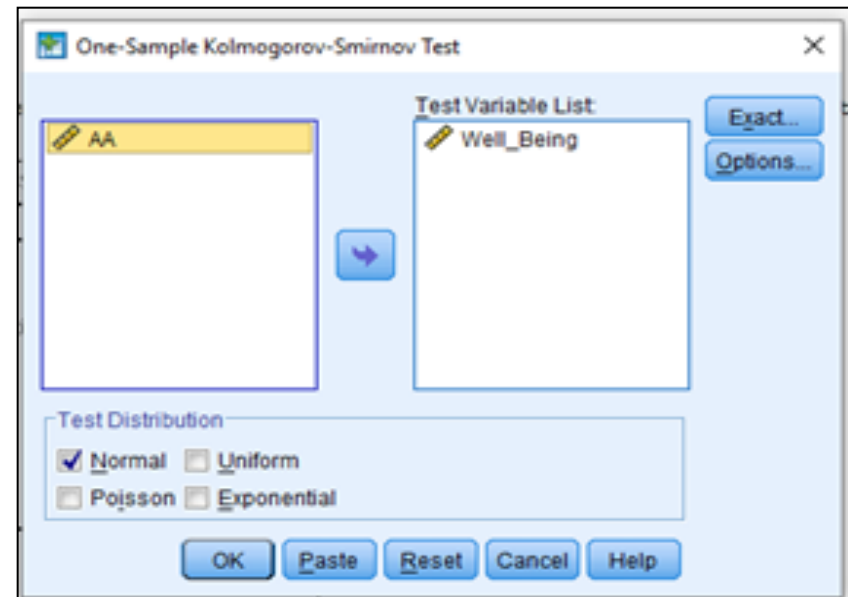 One-Sample Kolmogorov-Smirnov Test
Test Variable List:
AA
Well_Being
Exact...
Options...
Test Distribution
Normal Uniform
Poisson Exponential
OK Paste Reset Cancel Help